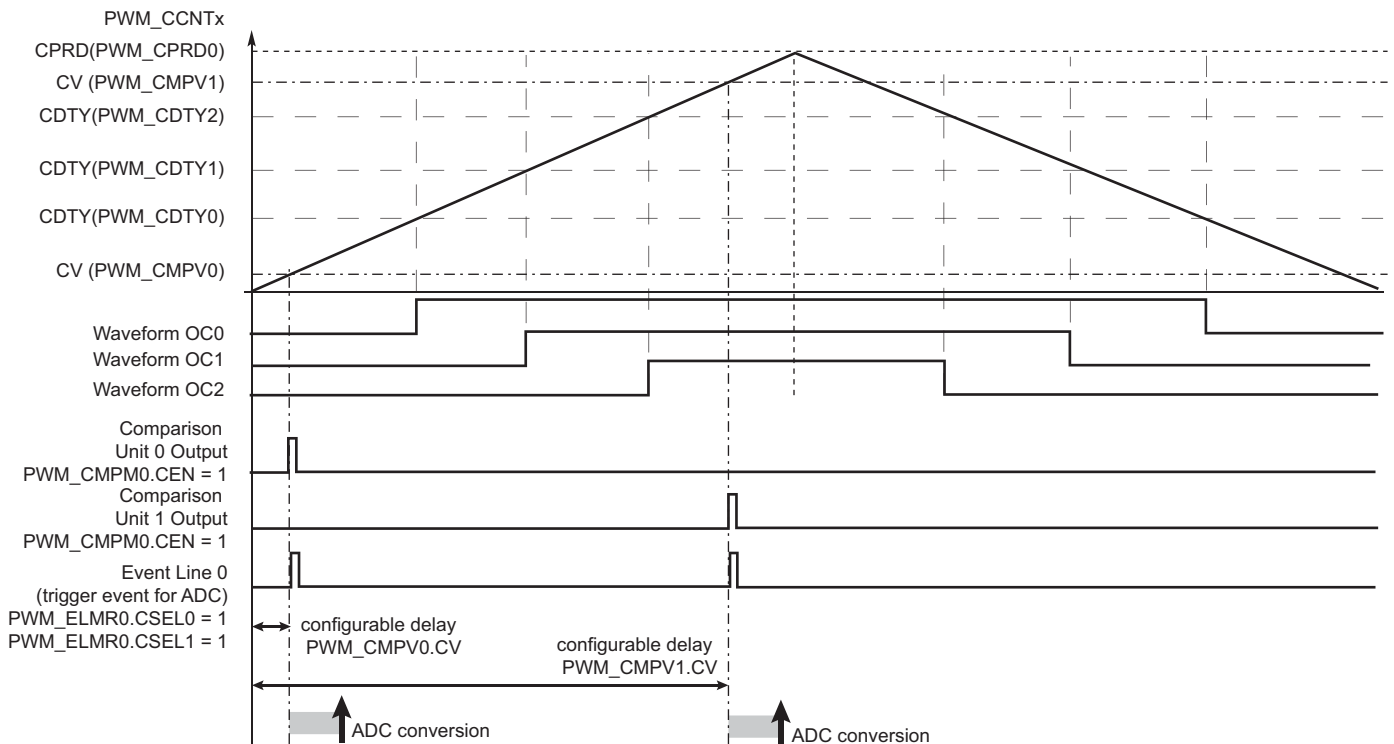 PWM_CCNTx
CPRD(PWM_CPRD0)
CV (PWM_CMPV1)
CDTY(PWM_CDTY2)
CDTY(PWM_CDTY1)
CDTY(PWM_CDTY0)
CV (PWM_CMPV0)
Waveform OC0
Waveform OC1
Waveform OC2
Comparison
Unit 0 Output
PWM_CMPM0.CEN = 1
Comparison
Unit 1 Output
PWM_CMPM0.CEN = 1
Event Line 0
(trigger event for ADC)
PWM_ELMR0.CSEL0 = 1
PWM_ELMR0.CSEL1 = 1
configurable delay
PWM_CMPV0.CV
configurable delay
PWM_CMPV1.CV
ADC conversion
ADC conversion